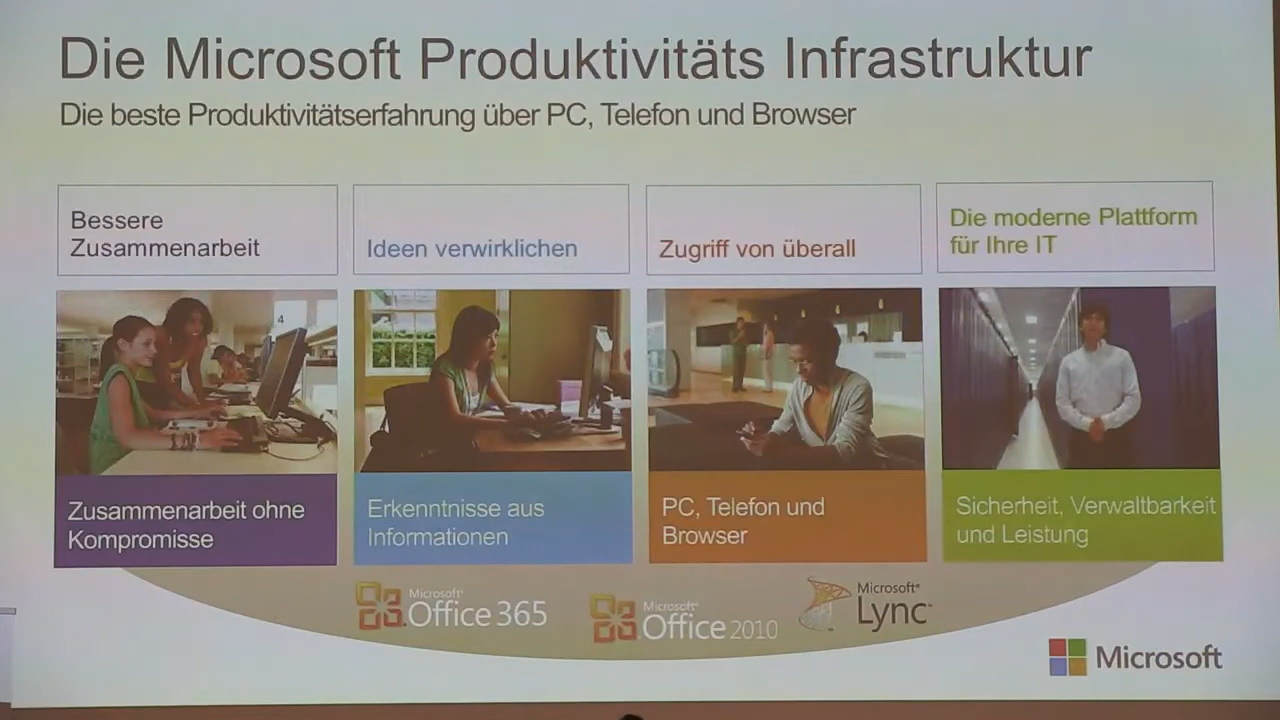 Die Microsoft Produktivitäts Infrastruktur
Die beste Produktivitätserfahrung über PC, Telefon und Browser
Bessere
Zusammenarbeit
Ideen verwirklichen
Zugriff von überall
Die moderne Plattform
für Ihre IT
4
Zusammenarbeit ohne
Kompromisse
Erkenntnisse aus
Informationen
PC, Telefon und
Browser
Sicherheit, Verwaltbarkeit
und Leistung
Microsoft®
Office 365
Microsoft®
Office 2010
Microsoft®
Lync™
Microsoft